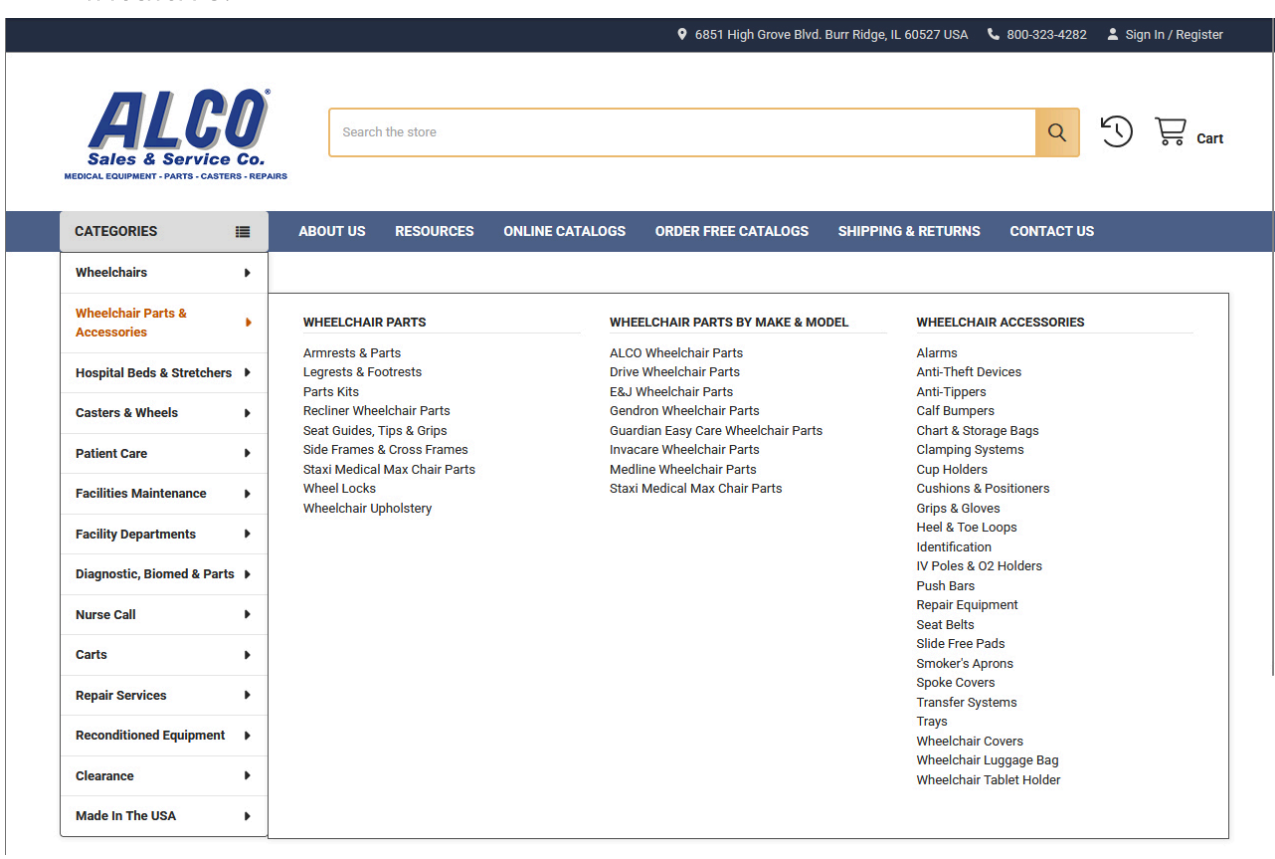 6851 High Grove Blvd. Burr Ridge, IL 60527 USA 800-323-4282 Sign In / Register
ALCO®
Sales & Service Co.
MEDICAL EQUIPMENT - PARTS - CASTERS - REPAIRS
Search the store
Cart
CATEGORIES ABOUT US RESOURCES ONLINE CATALOGS ORDER FREE CATALOGS SHIPPING & RETURNS CONTACT US
Wheelchairs
Wheelchair Parts &
Accessories
Hospital Beds & Stretchers
Casters & Wheels
Patient Care
Facilities Maintenance
Facility Departments
Diagnostic, Biomed & Parts
Nurse Call
Carts
Repair Services
Reconditioned Equipment
Clearance
Made In The USA
WHEELCHAIR PARTS
Armrests & Parts
Legrests & Footrests
Parts Kits
Recliner Wheelchair Parts
Seat Guides, Tips & Grips
Side Frames & Cross Frames
Staxi Medical Max Chair Parts
Wheel Locks
Wheelchair Upholstery
WHEELCHAIR PARTS BY MAKE & MODEL
ALCO Wheelchair Parts
Drive Wheelchair Parts
E&J Wheelchair Parts
Gendron Wheelchair Parts
Guardian Easy Care Wheelchair Parts
Invacare Wheelchair Parts
Medline Wheelchair Parts
Staxi Medical Max Chair Parts
WHEELCHAIR ACCESSORIES
Alarms
Anti-Theft Devices
Anti-Tippers
Calf Bumpers
Chart & Storage Bags
Clamping Systems
Cup Holders
Cushions & Positioners
Grips & Gloves
Heel & Toe Loops
Identification
IV Poles & O2 Holders
Push Bars
Repair Equipment
Seat Belts
Slide Free Pads
Smoker's Aprons
Spoke Covers
Transfer Systems
Trays
Wheelchair Covers
Wheelchair Luggage Bag
Wheelchair Tablet Holder